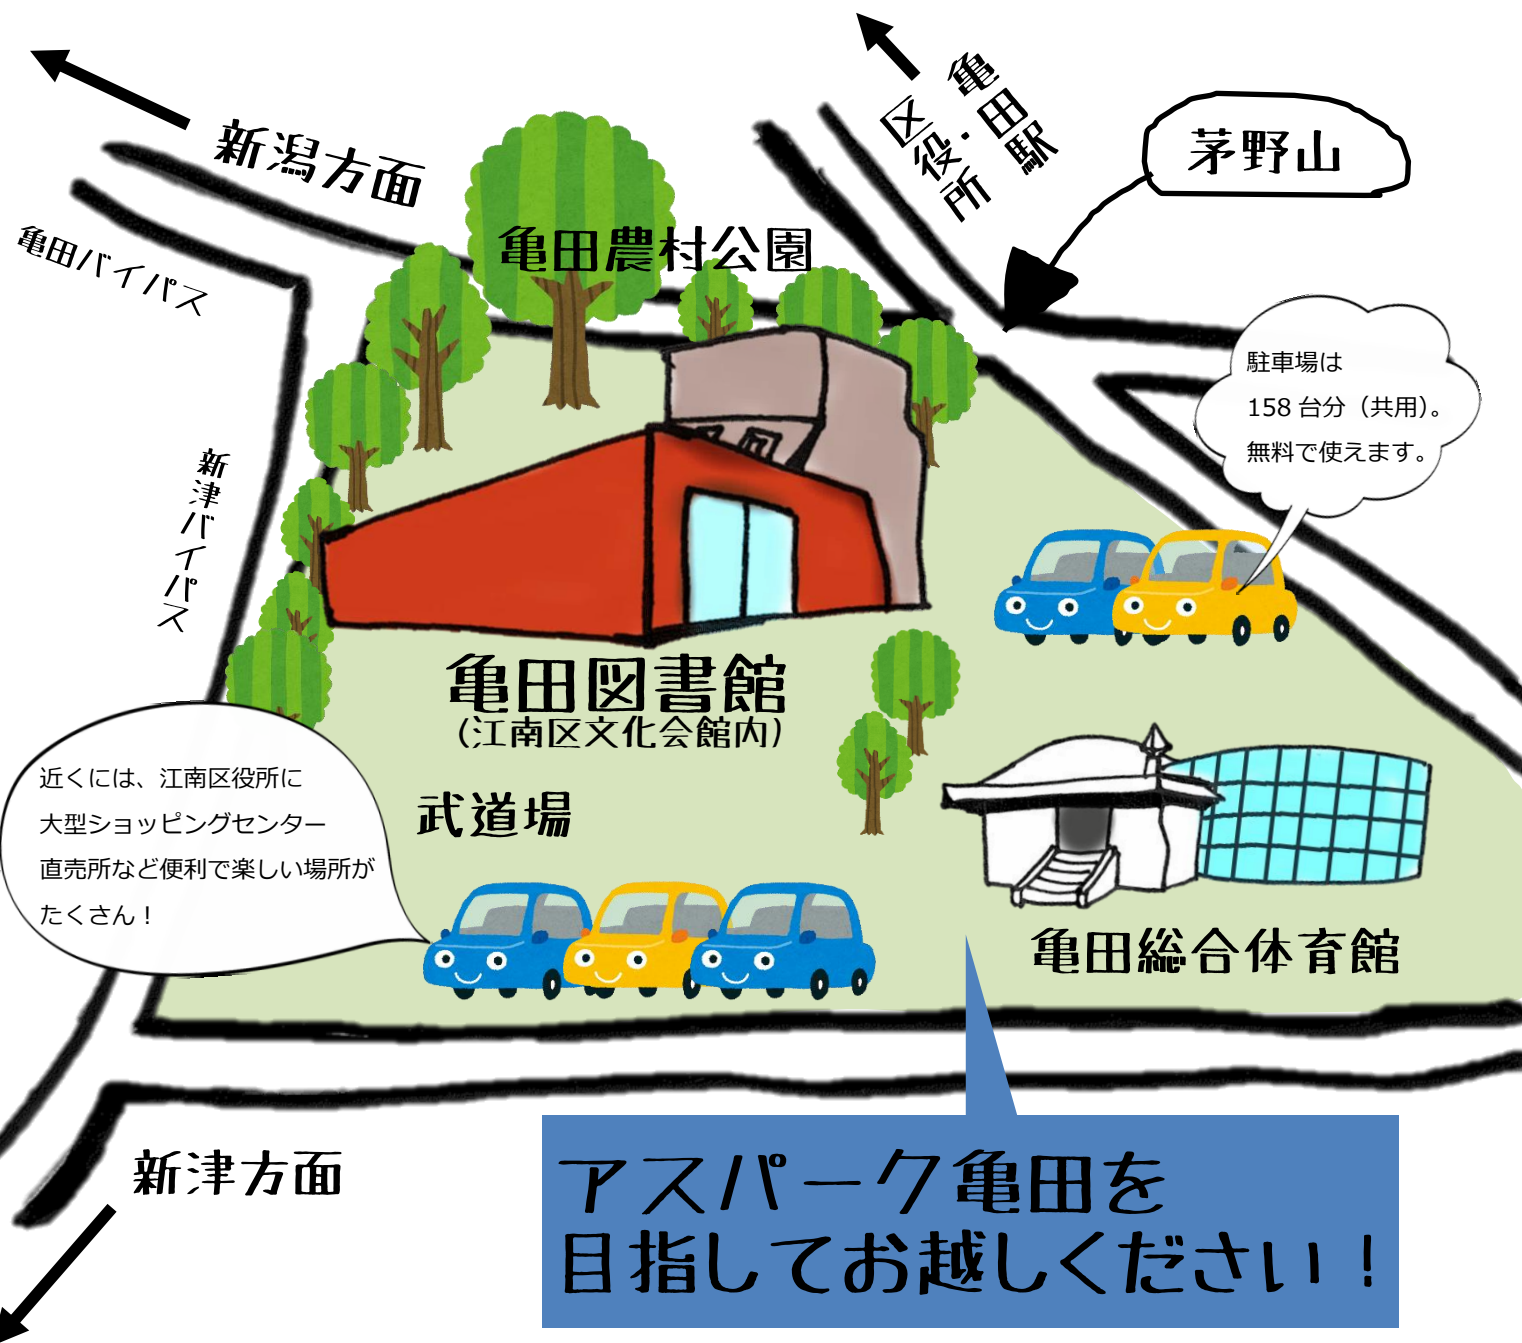 新潟方面
亀田バイパス
亀田駅・
区役所
茅野山
亀田農村公園
駐車場は
158台分（共用）。
無料で使えます。
新津バイパス
亀田図書館
（江南区文化会館内）
近くには、江南区役所に
大型ショッピングセンター
直売所など便利で楽しい場所が
たくさん！
武道場
亀田総合体育館
新津方面
アスパーク亀田を
目指してお越しください！